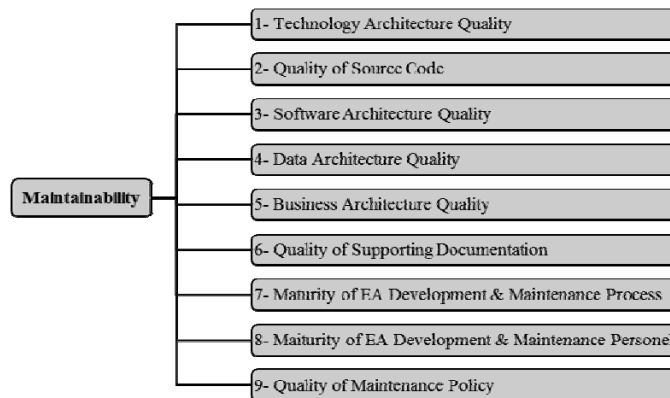 1- Technology Architecture Quality
2- Quality of Source Code
3- Software Architecture Quality
4- Data Architecture Quality
Maintainability
5- Business Architecture Quality
6- Quality of Supporting Documentation
7- Maturity of EA Development & Maintenance Process
8- Maiturity of EA Development & Maintenance Personel
9- Quality of Maintenance Policy